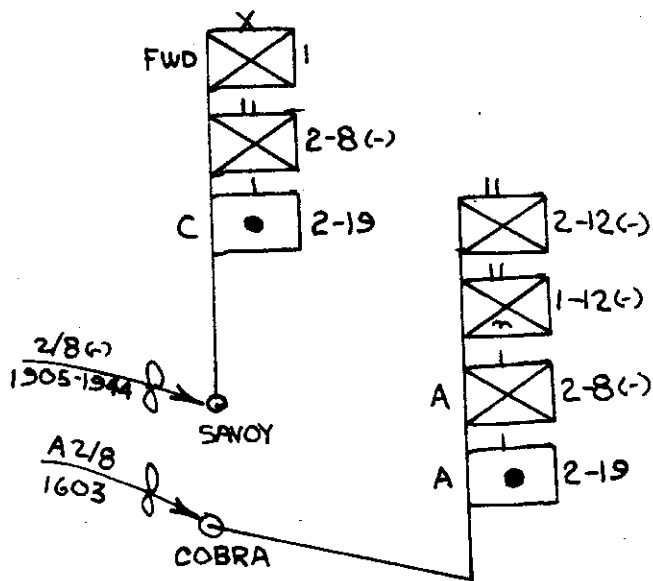 X
FWD 1
II
2-8(-)
I
C 2-19
II
2-12(-)
II
1-12(-)
I
A 2-8(-)
I
A 2-19
2/8(-)
1905-1944
SAVOY
A 2/8
1603
COBRA